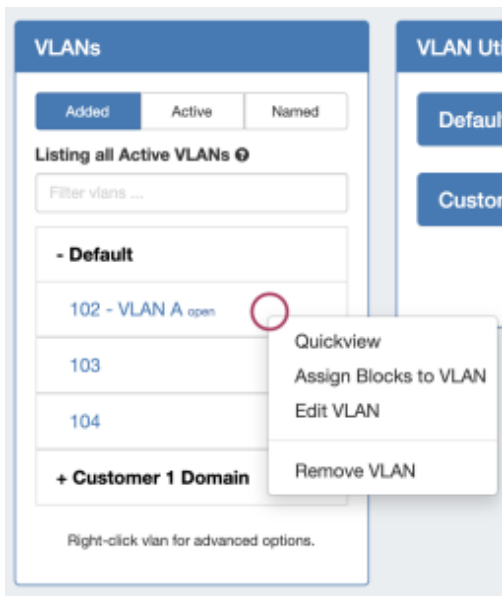 VLANs
Added Active Named
Listing all Active VLANs
Filter vlans ...
- Default
102 - VLAN A open
103
104
+ Customer 1 Domain
Right-click vlan for advanced options.
Quickview
Assign Blocks to VLAN
Edit VLAN
Remove VLAN
VLAN Uti
Defaul
Custor